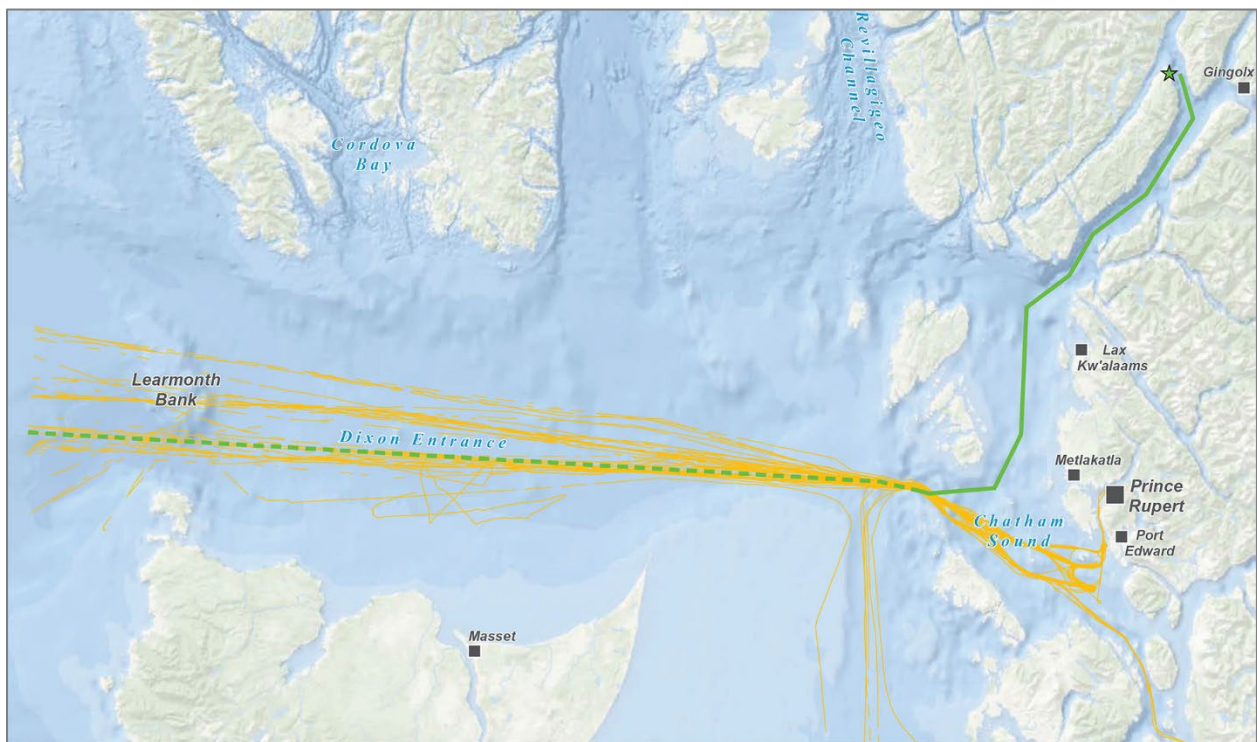 Revillagigeo
Channel
Gingolx
Cordova
Bay
Lax
Kw'alaams
Learmonth
Bank
Dixon Entrance
Metlakatla
Prince
Rupert
Chatham
Sound
Port
Edward
Masset